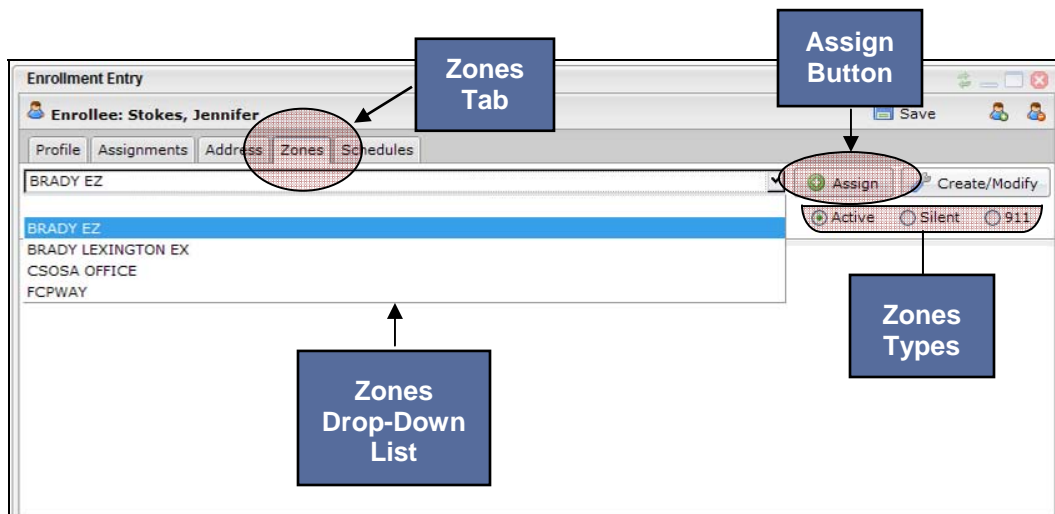 Zones
Tab
Assign
Button
Enrollment Entry
Enrollee: Stokes, Jennifer
Save
Profile Assignments Address Zones Schedules
BRADY EZ
Assign Create/Modify
Active Silent 911
BRADY EZ
BRADY LEXINGTON EX
CSOSA OFFICE
FCPWAY
Zones
Types
Zones
Drop-Down
List